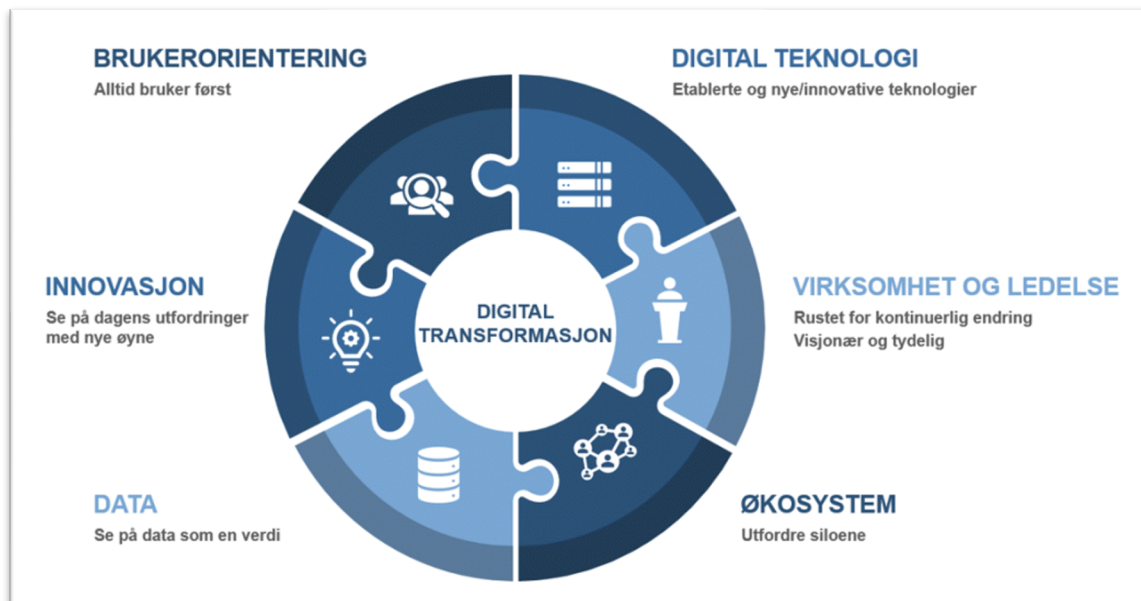 BRUKERORIENTERING
Alltid bruker først
DIGITAL TEKNOLOGI
Etablerte og nye/innovative teknologier
INNOVASJON
Se på dagens utfordringer
med nye øyne
DIGITAL
TRANSFORMASJON
VIRKSOMHET OG LEDELSE
Rustet for kontinuerlig endring
Visjonær og tydelig
DATA
Se på data som en verdi
ØKOSYSTEM
Utfordre siloene